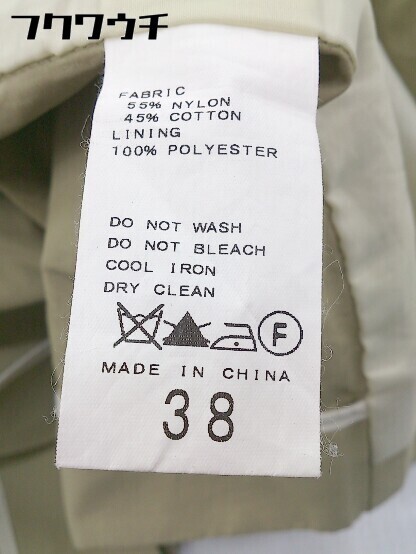 フクワウチ
FABRIC
55% NYLON
45% COTTON
LINING
100% POLYESTER
DO NOT WASH
DO NOT BLEACH
COOL IRON
DRY CLEAN
F
MADE IN CHINA
38